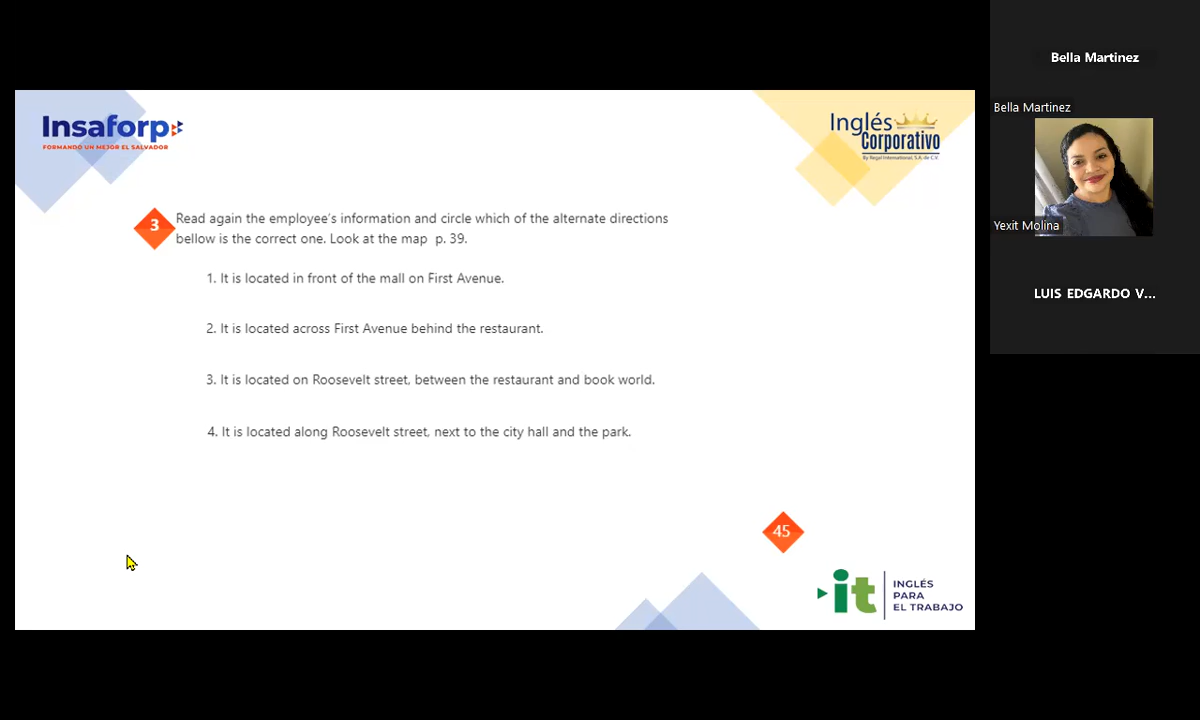 Insaforp
FORMANDO UN MEJOR EL SALVADOR
Inglés
Corporativo
By Regal International, S.A. de C.V.
3
Read again the employee's information and circle which of the alternate directions
bellow is the correct one. Look at the map p. 39.
1. It is located in front of the mall on First Avenue.
2. It is located across First Avenue behind the restaurant.
3. It is located on Roosevelt street, between the restaurant and book world.
4. It is located along Roosevelt street, next to the city hall and the park.
45
it
INGLÉS
PARA
EL TRABAJO
Bella Martinez
Bella Martinez
Yexit Molina
LUIS EDGARDO V...